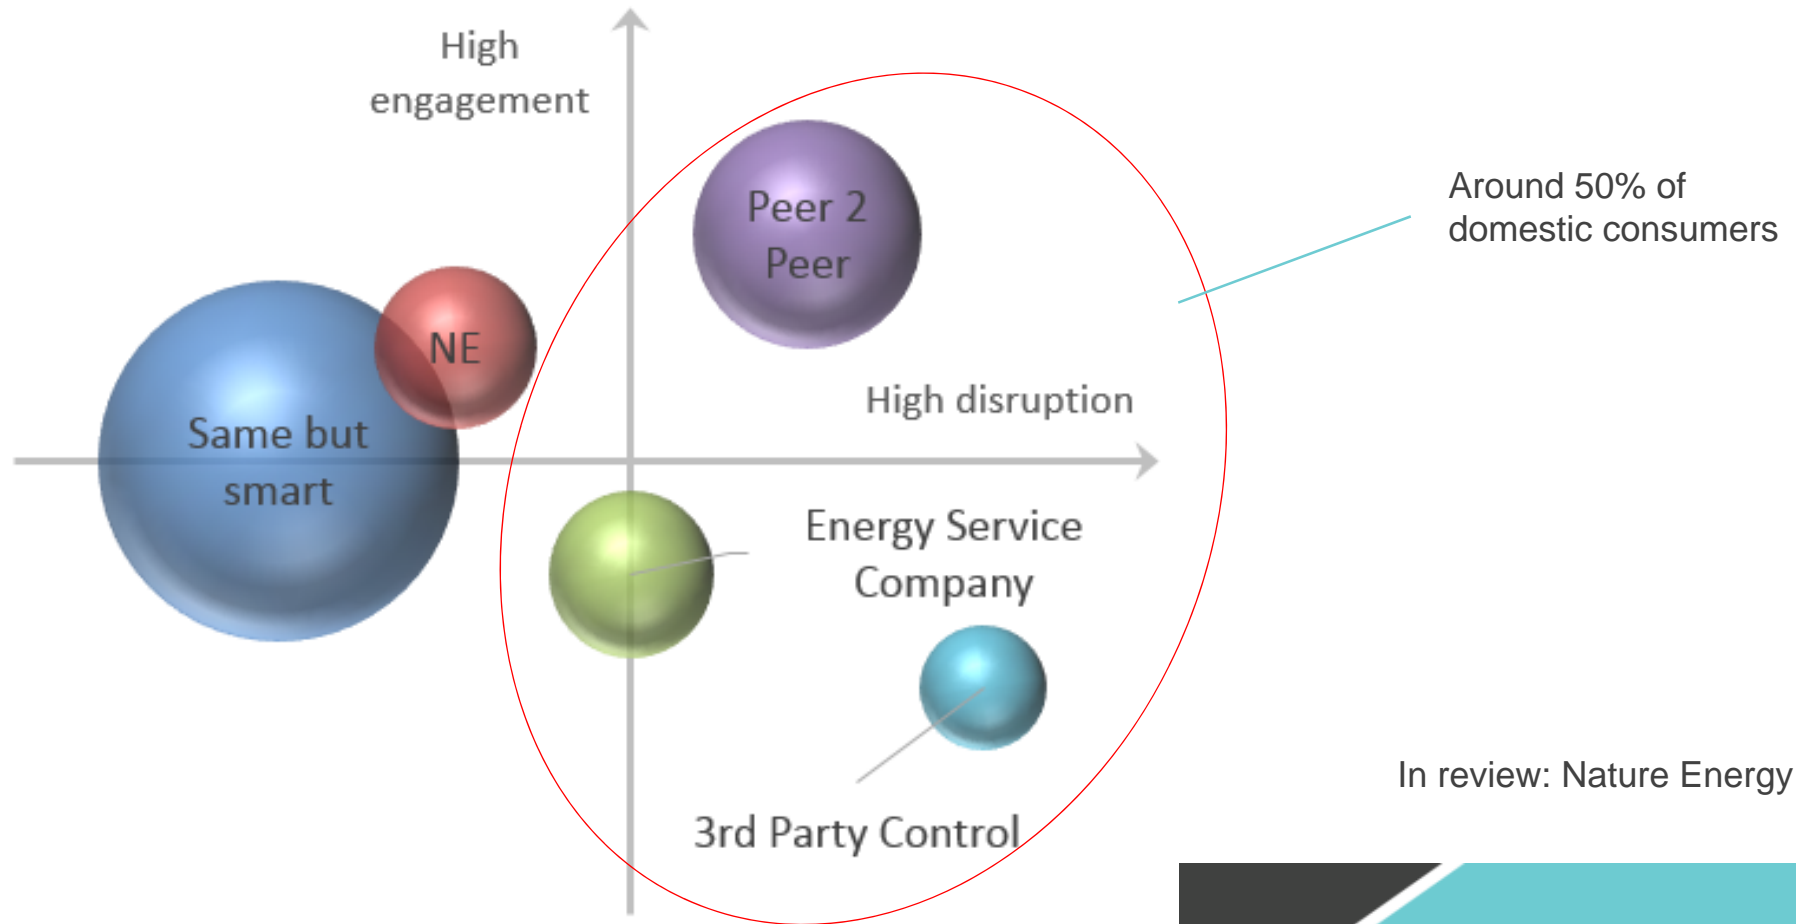 High
engagement
Peer 2
Peer
Around 50% of
domestic consumers
NE
High disruption
Same but
smart
Energy Service
Company
In review: Nature Energy
3rd Party Control